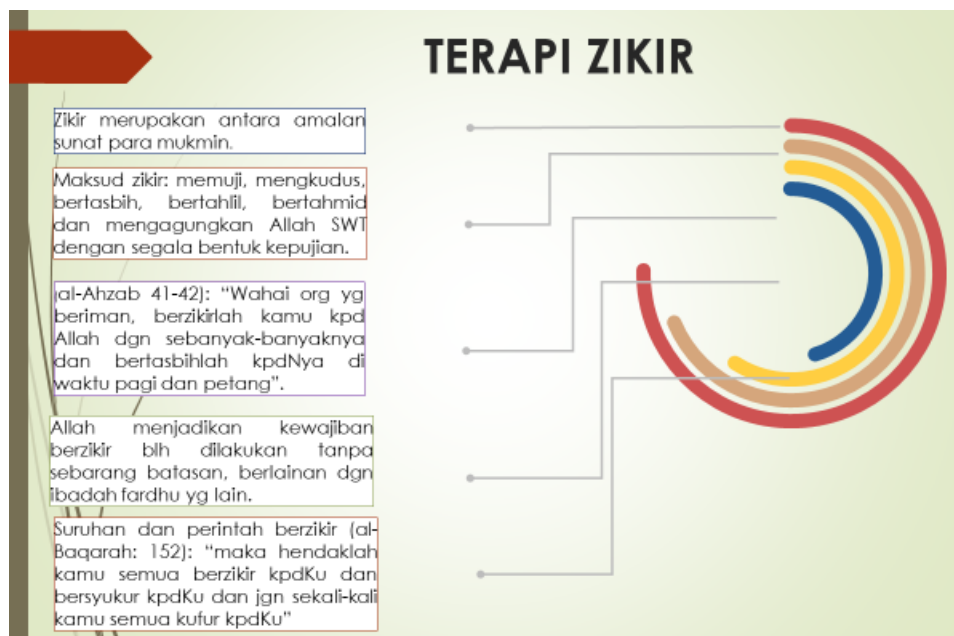 TERAPI ZIKIR
Zikir merupakan antara amalan
sunat para mukmin.
Maksud zikir: memuji, mengkudus,
bertasbih, bertahlil, bertahmid
dan mengagungkan Allah SWT
dengan segala bentuk kepujian.
(al-Ahzab 41-42): “Wahai org yg
beriman, berzikirlah kamu kpd
Allah dgn sebanyak-banyaknya
dan bertasbihlah kpdNya di
waktu pagi dan petang”.
Allah menjadikan kewajiban
berzikir blh dilakukan tanpa
sebarang batasan, berlainan dgn
ibadah fardhu yg lain.
Suruhan dan perintah berzikir (al-
Baqarah: 152): “maka hendaklah
kamu semua berzikir kpdKu dan
bersyukur kpdKu dan jgn sekali-kali
kamu semua kufur kpdKu”